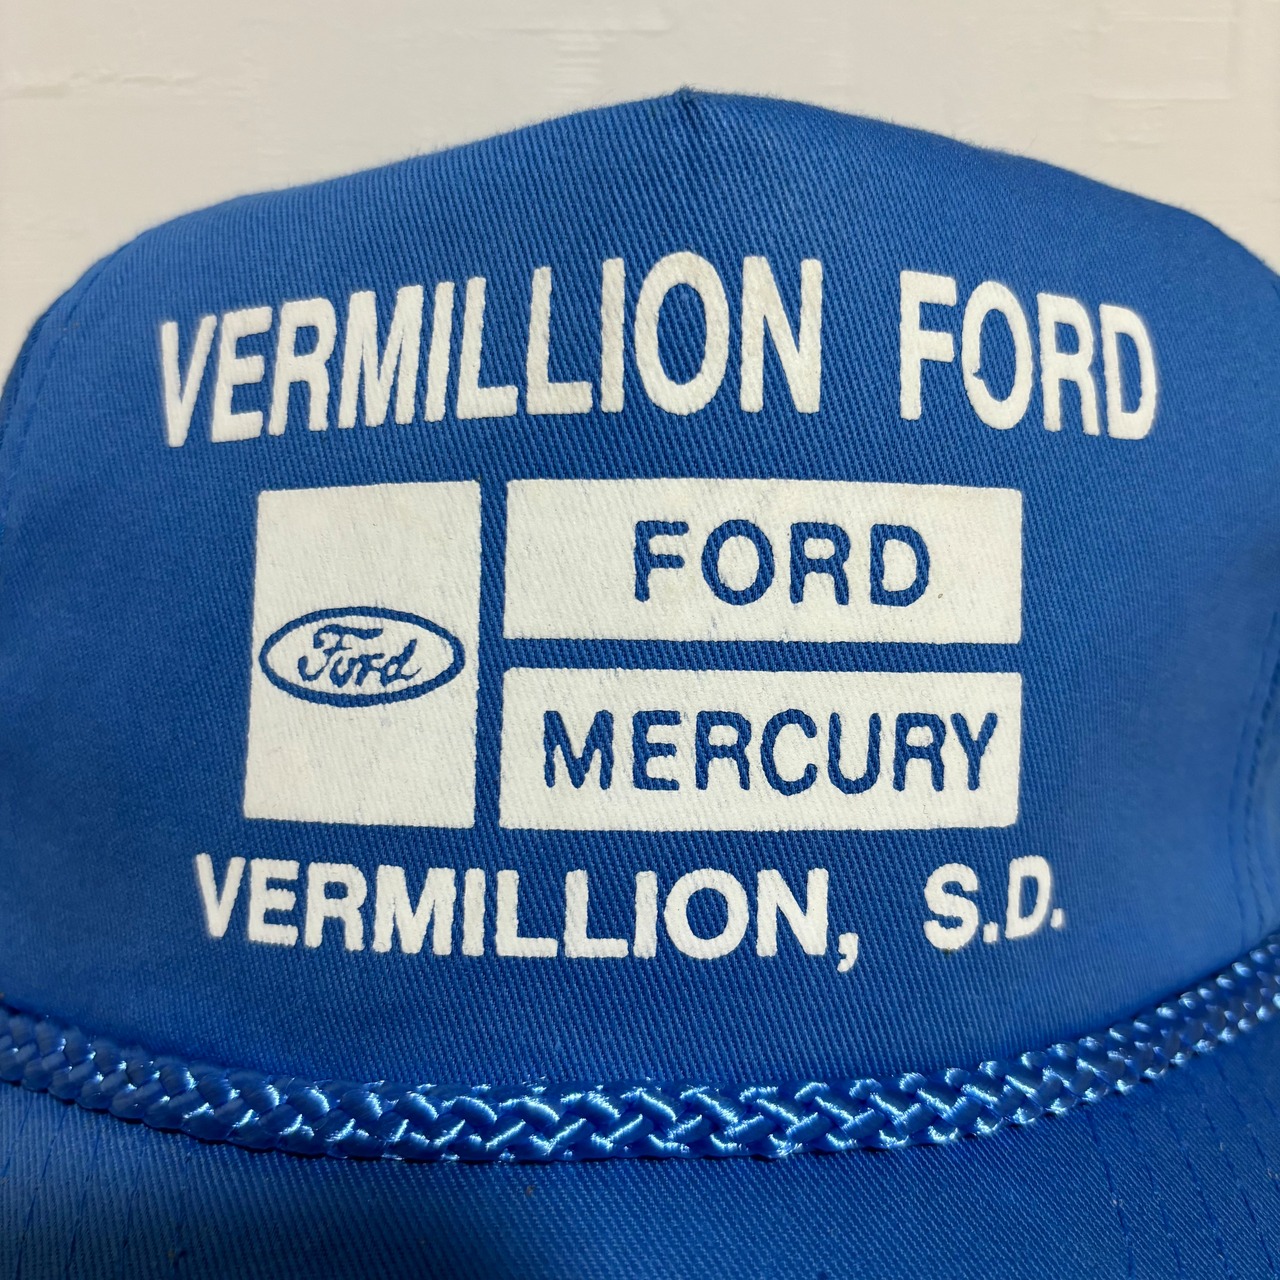 VERMILLION FORD
Ford
FORD
MERCURY
VERMILLION, S.D.